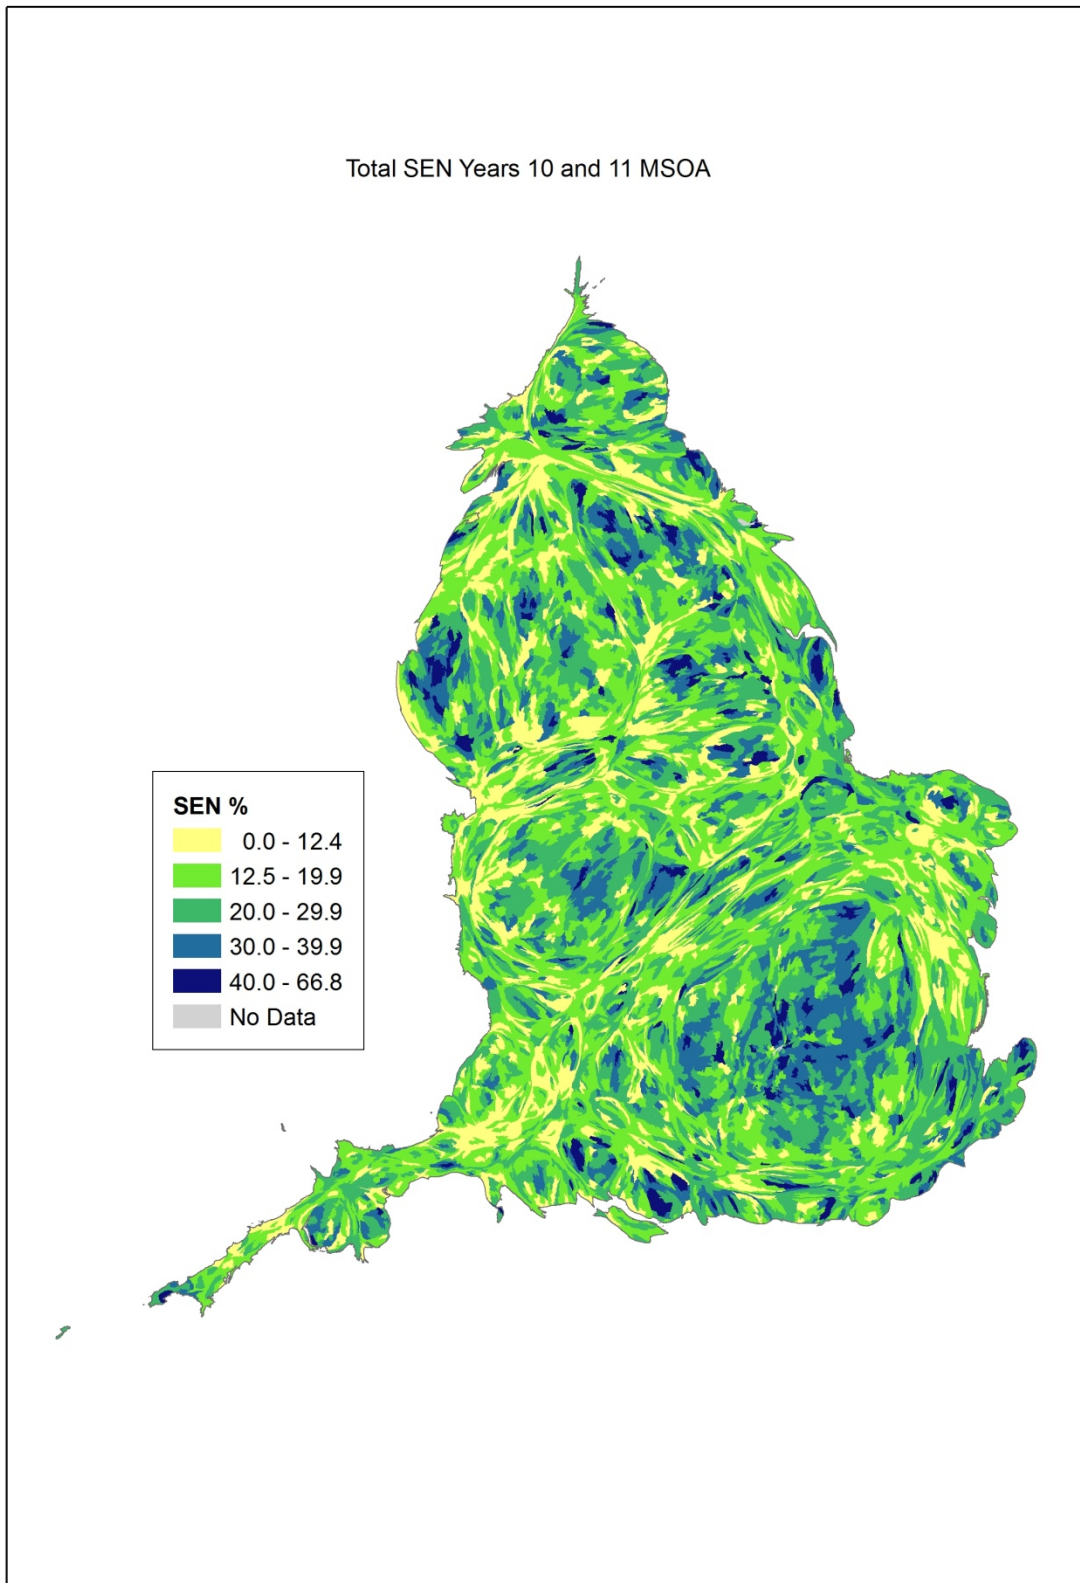 Total SEN Years 10 and 11 MSOA
SEN %
0.0 - 12.4
12.5 - 19.9
20.0 - 29.9
30.0 - 39.9
40.0 - 66.8
No Data